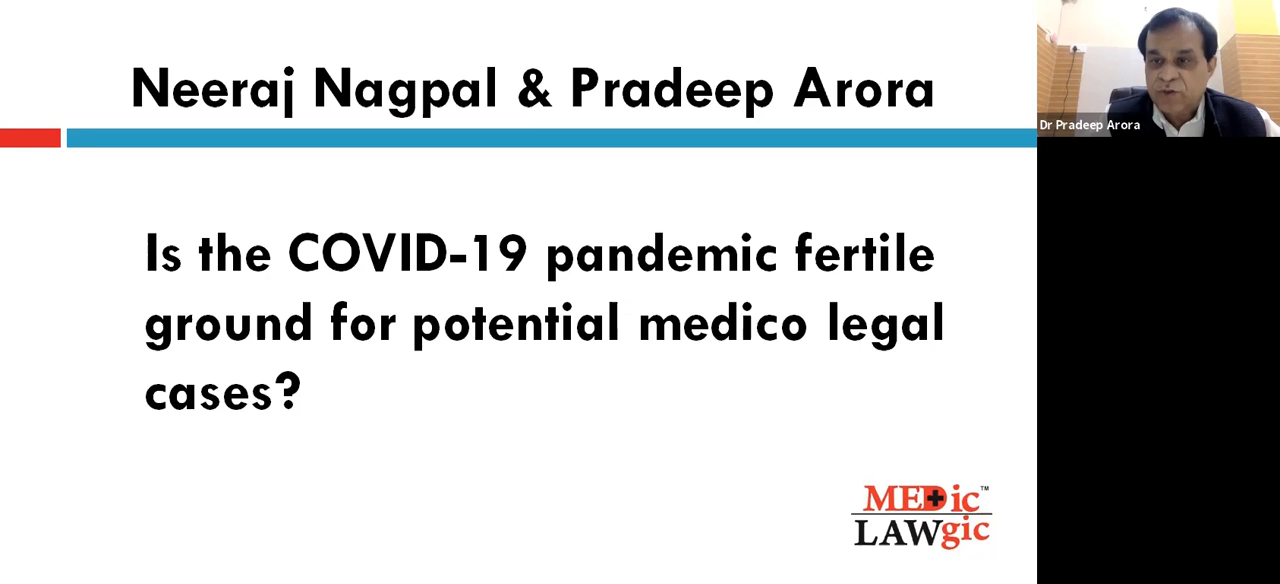 Neeraj Nagpal & Pradeep Arora
Dr Pradeep Arora
Is the COVID-19 pandemic fertile
ground for potential medico legal
cases?
MEDic™
LAWgic